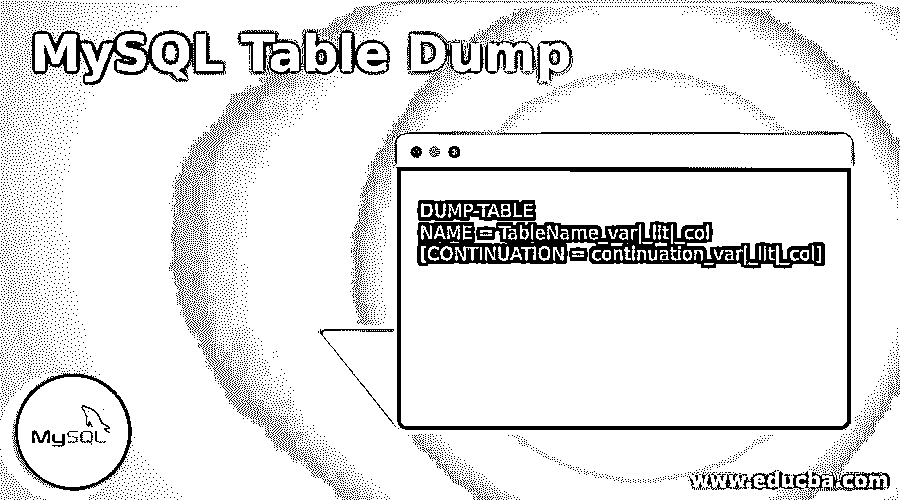 MySQL Table Dump
DUMP-TABLE
NAME = TableName_var|_lit|_col
[CONTINUATION = continuation_var|_lit|_col]
MySQL
www.educba.com